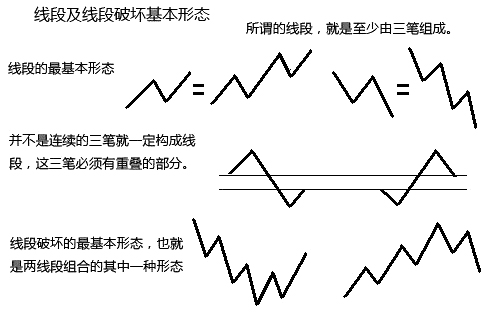 线段及线段破坏基本形态
所谓的线段，就是至少由三笔组成。
线段的最基本形态
并不是连续的三笔就一定构成线
段，这三笔必须有重叠的部分。
线段破坏的最基本形态，也就
是两线段组合的其中一种形态